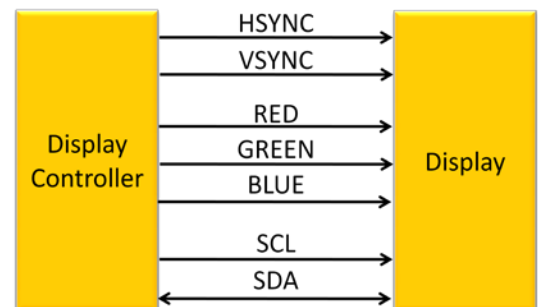 HSYNC
VSYNC
RED
Display
Controller
GREEN
Display
BLUE
SCL
SDA